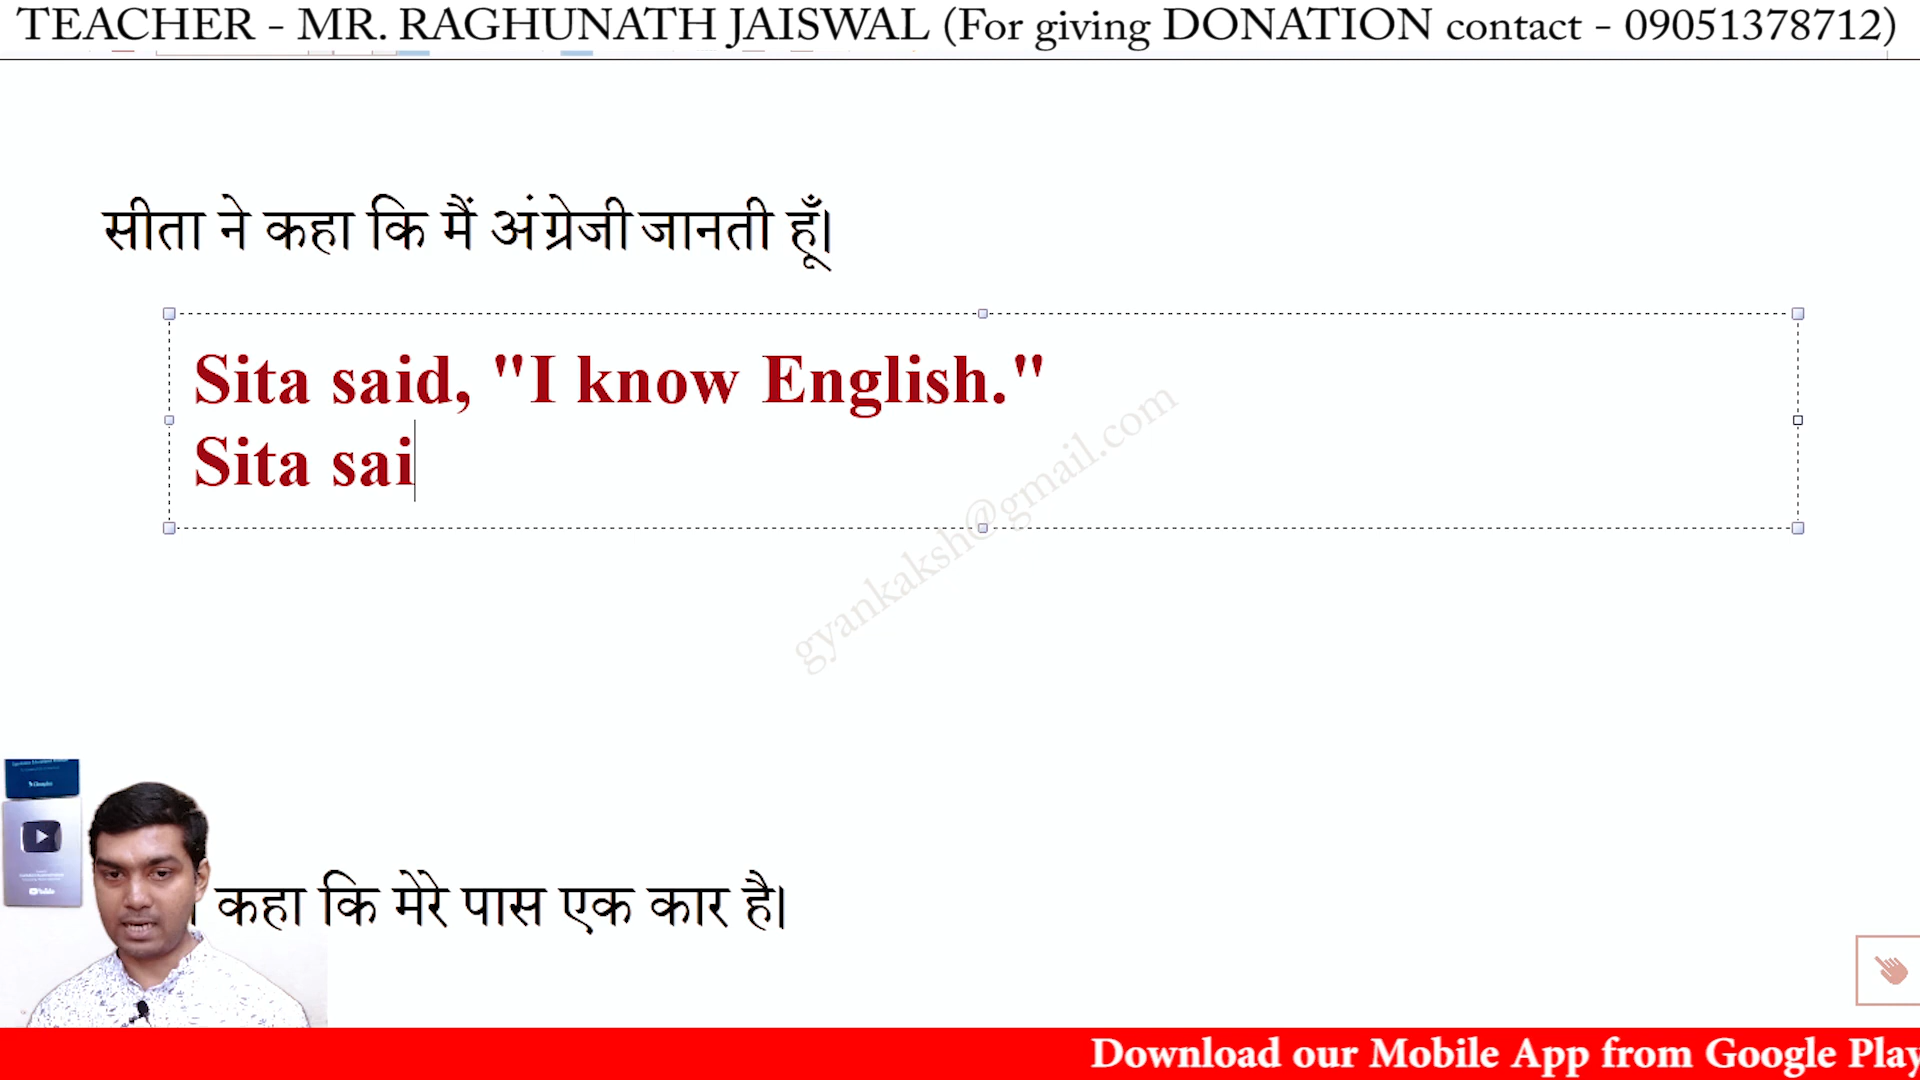 TEACHER - MR. RAGHUNATH JAISWAL (For giving DONATION contact - 09051378712)
सीता ने कहा कि मैं अंग्रेजी जानती हूँ।
Sita said, "I know English."
Sita sai
gyankaksh@gmail.com
कहा कि मेरे पास एक कार है।
Download our Mobile App from Google Play